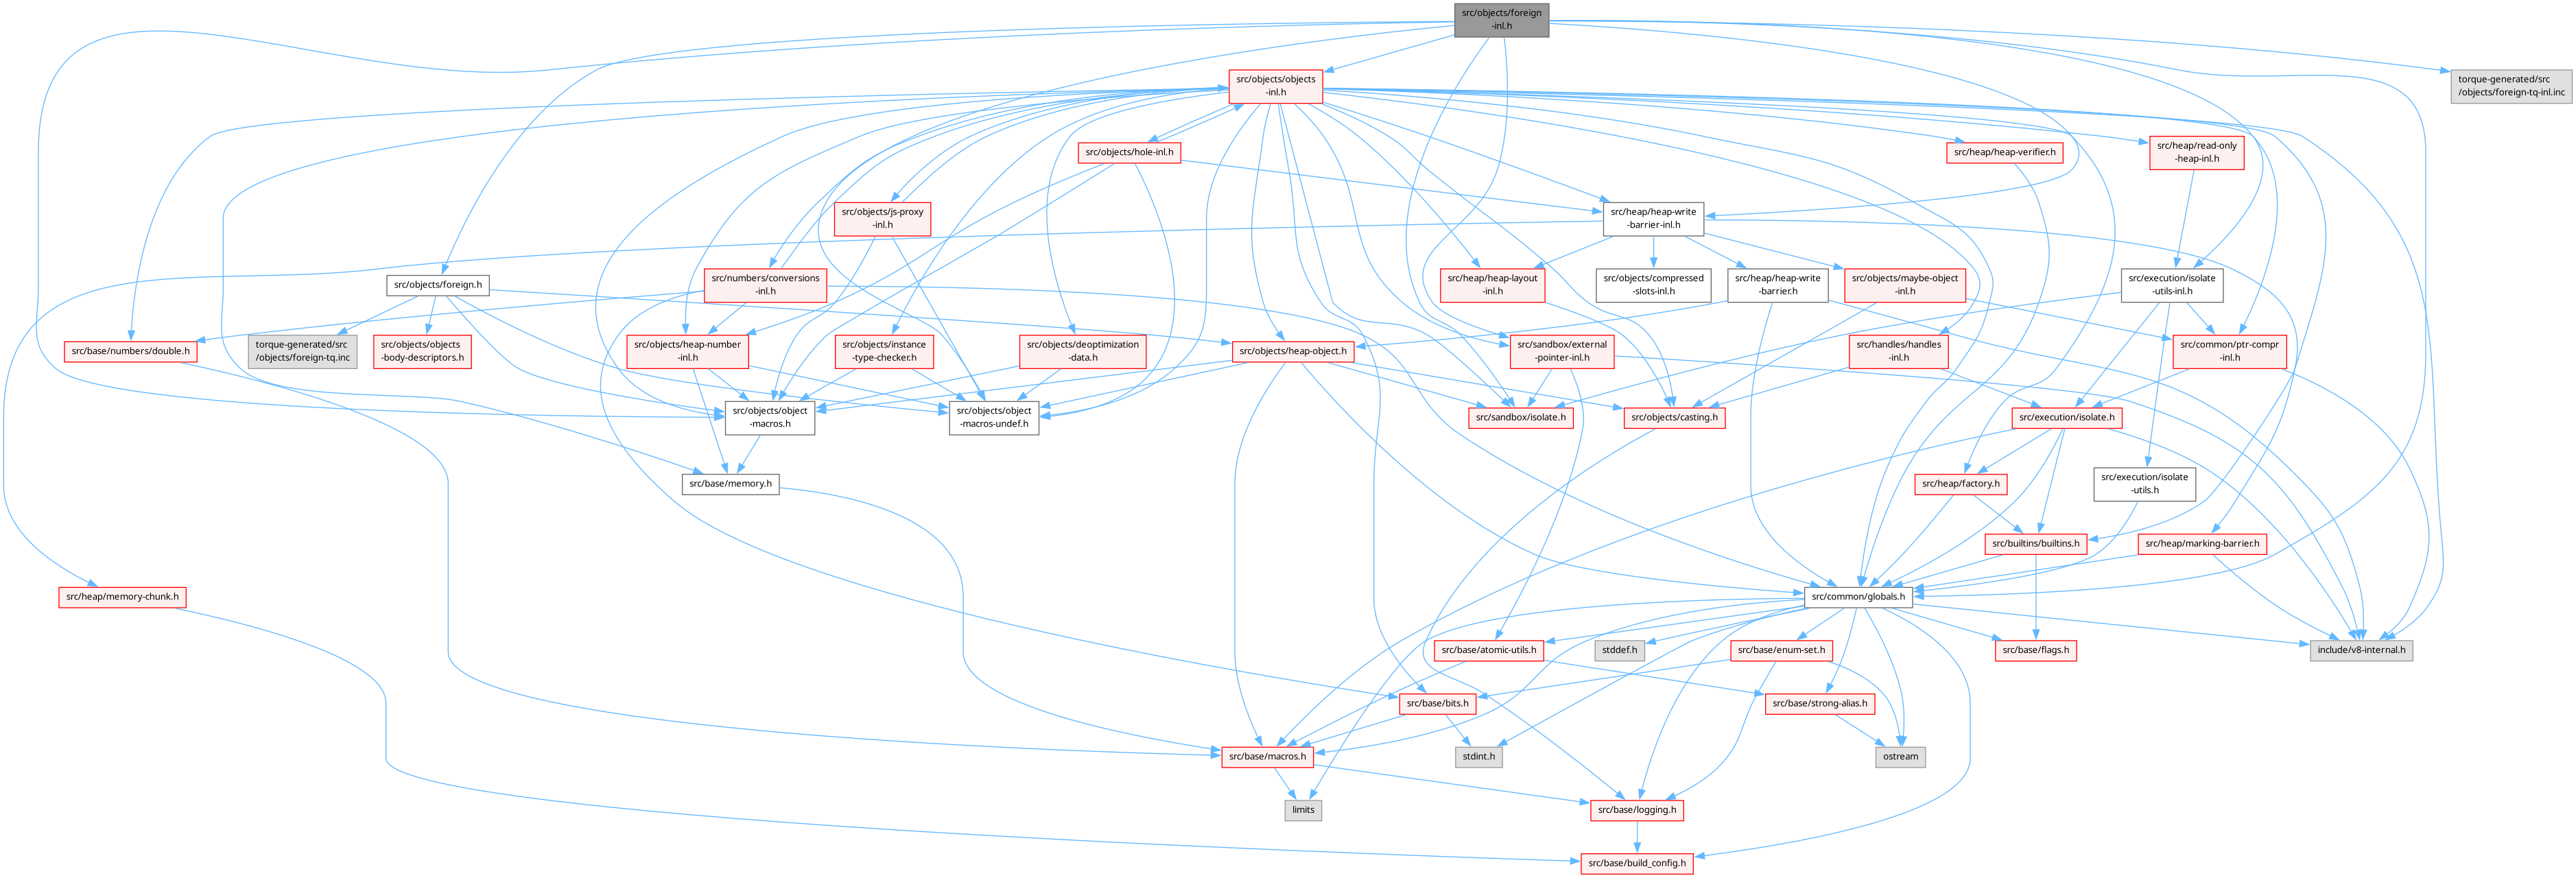 src/objects/foreign
-inl.h
src/objects/objects
-inl.h
torque-generated/src
/objects/foreign-tq-inl.inc
src/objects/hole-inl.h
src/heap/heap-verifier.h
src/heap/read-only
-heap-inl.h
src/objects/js-proxy
-inl.h
src/heap/heap-write
-barrier-inl.h
src/objects/foreign.h
src/numbers/conversions
-inl.h
src/heap/heap-layout
-inl.h
src/objects/compressed
-slots-inl.h
src/heap/heap-write
-barrier.h
src/objects/maybe-object
-inl.h
src/execution/isolate
-utils-inl.h
src/base/numbers/double.h
torque-generated/src
/objects/foreign-tq.inc
src/objects/objects
-body-descriptors.h
src/objects/heap-number
-inl.h
src/objects/instance
-type-checker.h
src/objects/deoptimization
-data.h
src/objects/heap-object.h
src/sandbox/external
-pointer-inl.h
src/handles/handles
-inl.h
src/common/ptr-compr
-inl.h
src/objects/object
-macros.h
src/objects/object
-macros-undef.h
src/sandbox/isolate.h
src/objects/casting.h
src/execution/isolate.h
src/base/memory.h
src/heap/factory.h
src/execution/isolate
-utils.h
src/builtins/builtins.h
src/heap/marking-barrier.h
src/heap/memory-chunk.h
src/common/globals.h
src/base/atomic-utils.h
stddef.h
src/base/enum-set.h
src/base/flags.h
include/v8-internal.h
src/base/bits.h
src/base/strong-alias.h
src/base/macros.h
stdint.h
ostream
limits
src/base/logging.h
src/base/build_config.h